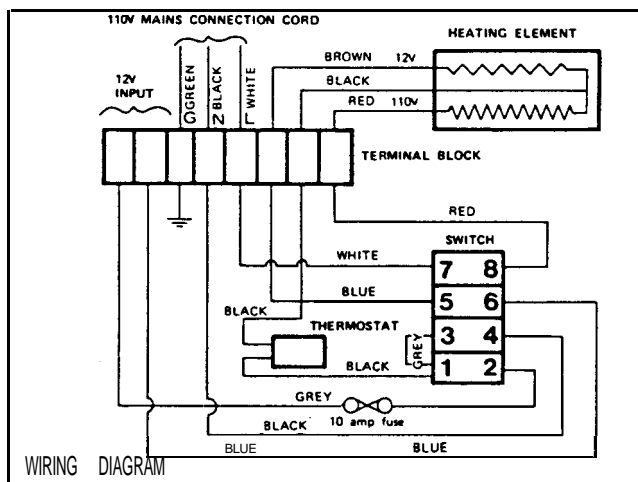 110V MAINS CONNECTION CORD
HEATING ELEMENT
12V
INPUT
G GREEN
N BLACK
L WHITE
BROWN 12V
BLACK
RED 110V
TERMINAL BLOCK
RED
SWITCH
WHITE
7 8
BLUE
5 6
BLACK
THERMOSTAT
GREY
3 4
BLACK
1 2
GREY
10 amp fuse
BLACK
BLUE
BLUE
WIRING DIAGRAM